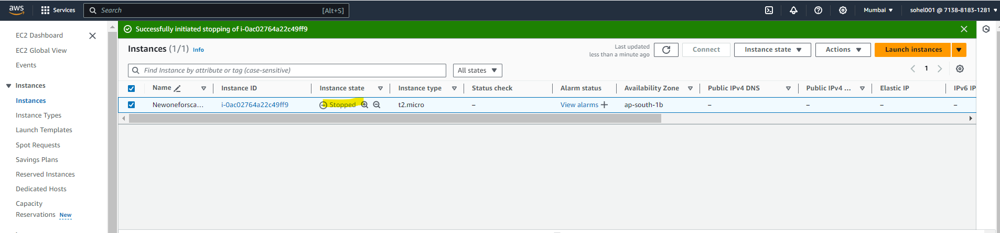 aws Services Search [Alt+S] Mumbai sohel001 @ 7138-8183-1281
EC2 Dashboard
EC2 Global View
Events
Instances
Instances
Instance Types
Launch Templates
Spot Requests
Savings Plans
Reserved Instances
Dedicated Hosts
Capacity
Reservations New
Successfully initiated stopping of i-0ac02764a22c49ff9
Instances (1/1) Info
Last updated
less than a minute ago
Connect Instance state Actions Launch instances
Find Instance by attribute or tag (case-sensitive) All states 1
Name Instance ID Instance state Instance type Status check Alarm status Availability Zone Public IPv4 DNS Public IPv4 ... Elastic IP IPv6 IP
Newoneforsca... i-0ac02764a22c49ff9 Stopped t2.micro – View alarms + ap-south-1b – – – –